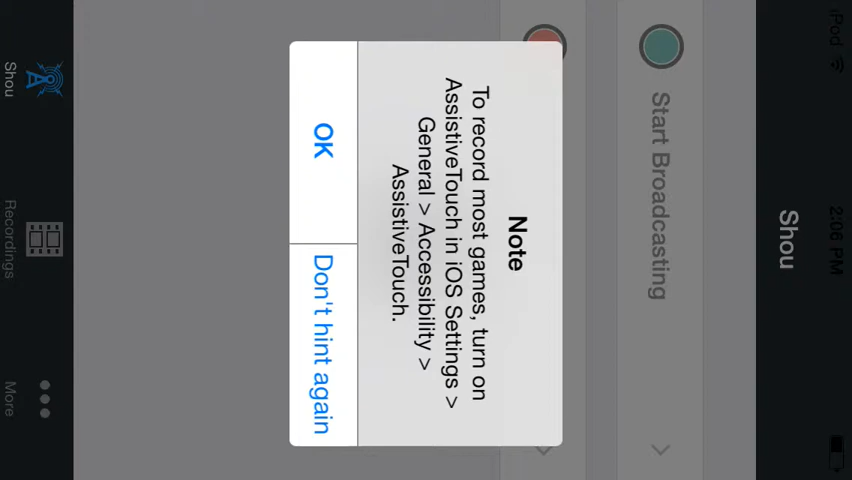 iPod
2:06 PM
Shou
Start Broadcasting
Note
To record most games, turn on
AssistiveTouch in iOS Settings >
General > Accessibility >
AssistiveTouch.
OK
Don't hint again
Shou
Recordings
More